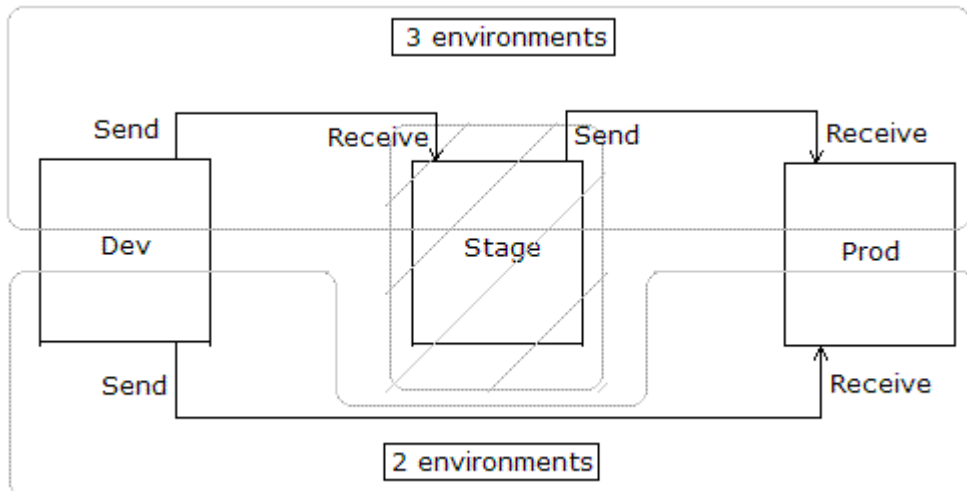 3 environments
Send
Receive
Send
Receive
Dev
Stage
Prod
Send
Receive
2 environments